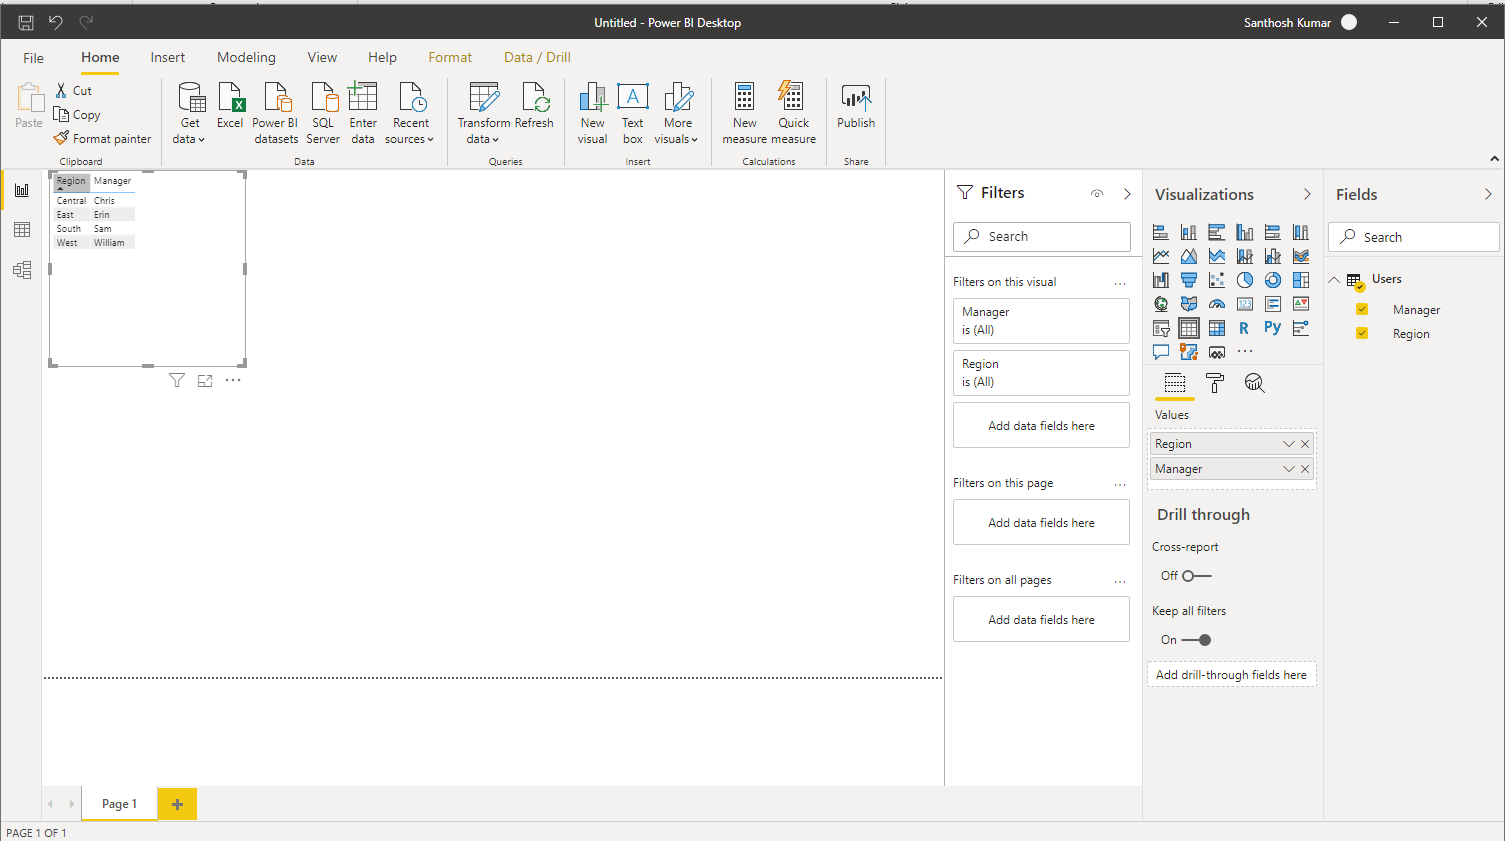 Untitled - Power BI Desktop
Santhosh Kumar
File Home Insert Modeling View Help Format Data / Drill
Paste
Cut
Copy
Format painter
Clipboard
Get data
Excel
Power BI datasets
SQL Server
Enter data
Recent sources
Data
Transform data
Refresh
Queries
New visual
Text box
More visuals
Insert
New measure
Quick measure
Calculations
Publish
Share
Region Manager
Central Chris
East Erin
South Sam
West William
Filters
Search
Filters on this visual
Manager
is (All)
Region
is (All)
Add data fields here
Filters on this page
Add data fields here
Filters on all pages
Add data fields here
Visualizations
123
R Py
Values
Region
Manager
Drill through
Cross-report
Off
Keep all filters
On
Add drill-through fields here
Fields
Search
Users
Manager
Region
Page 1
PAGE 1 OF 1